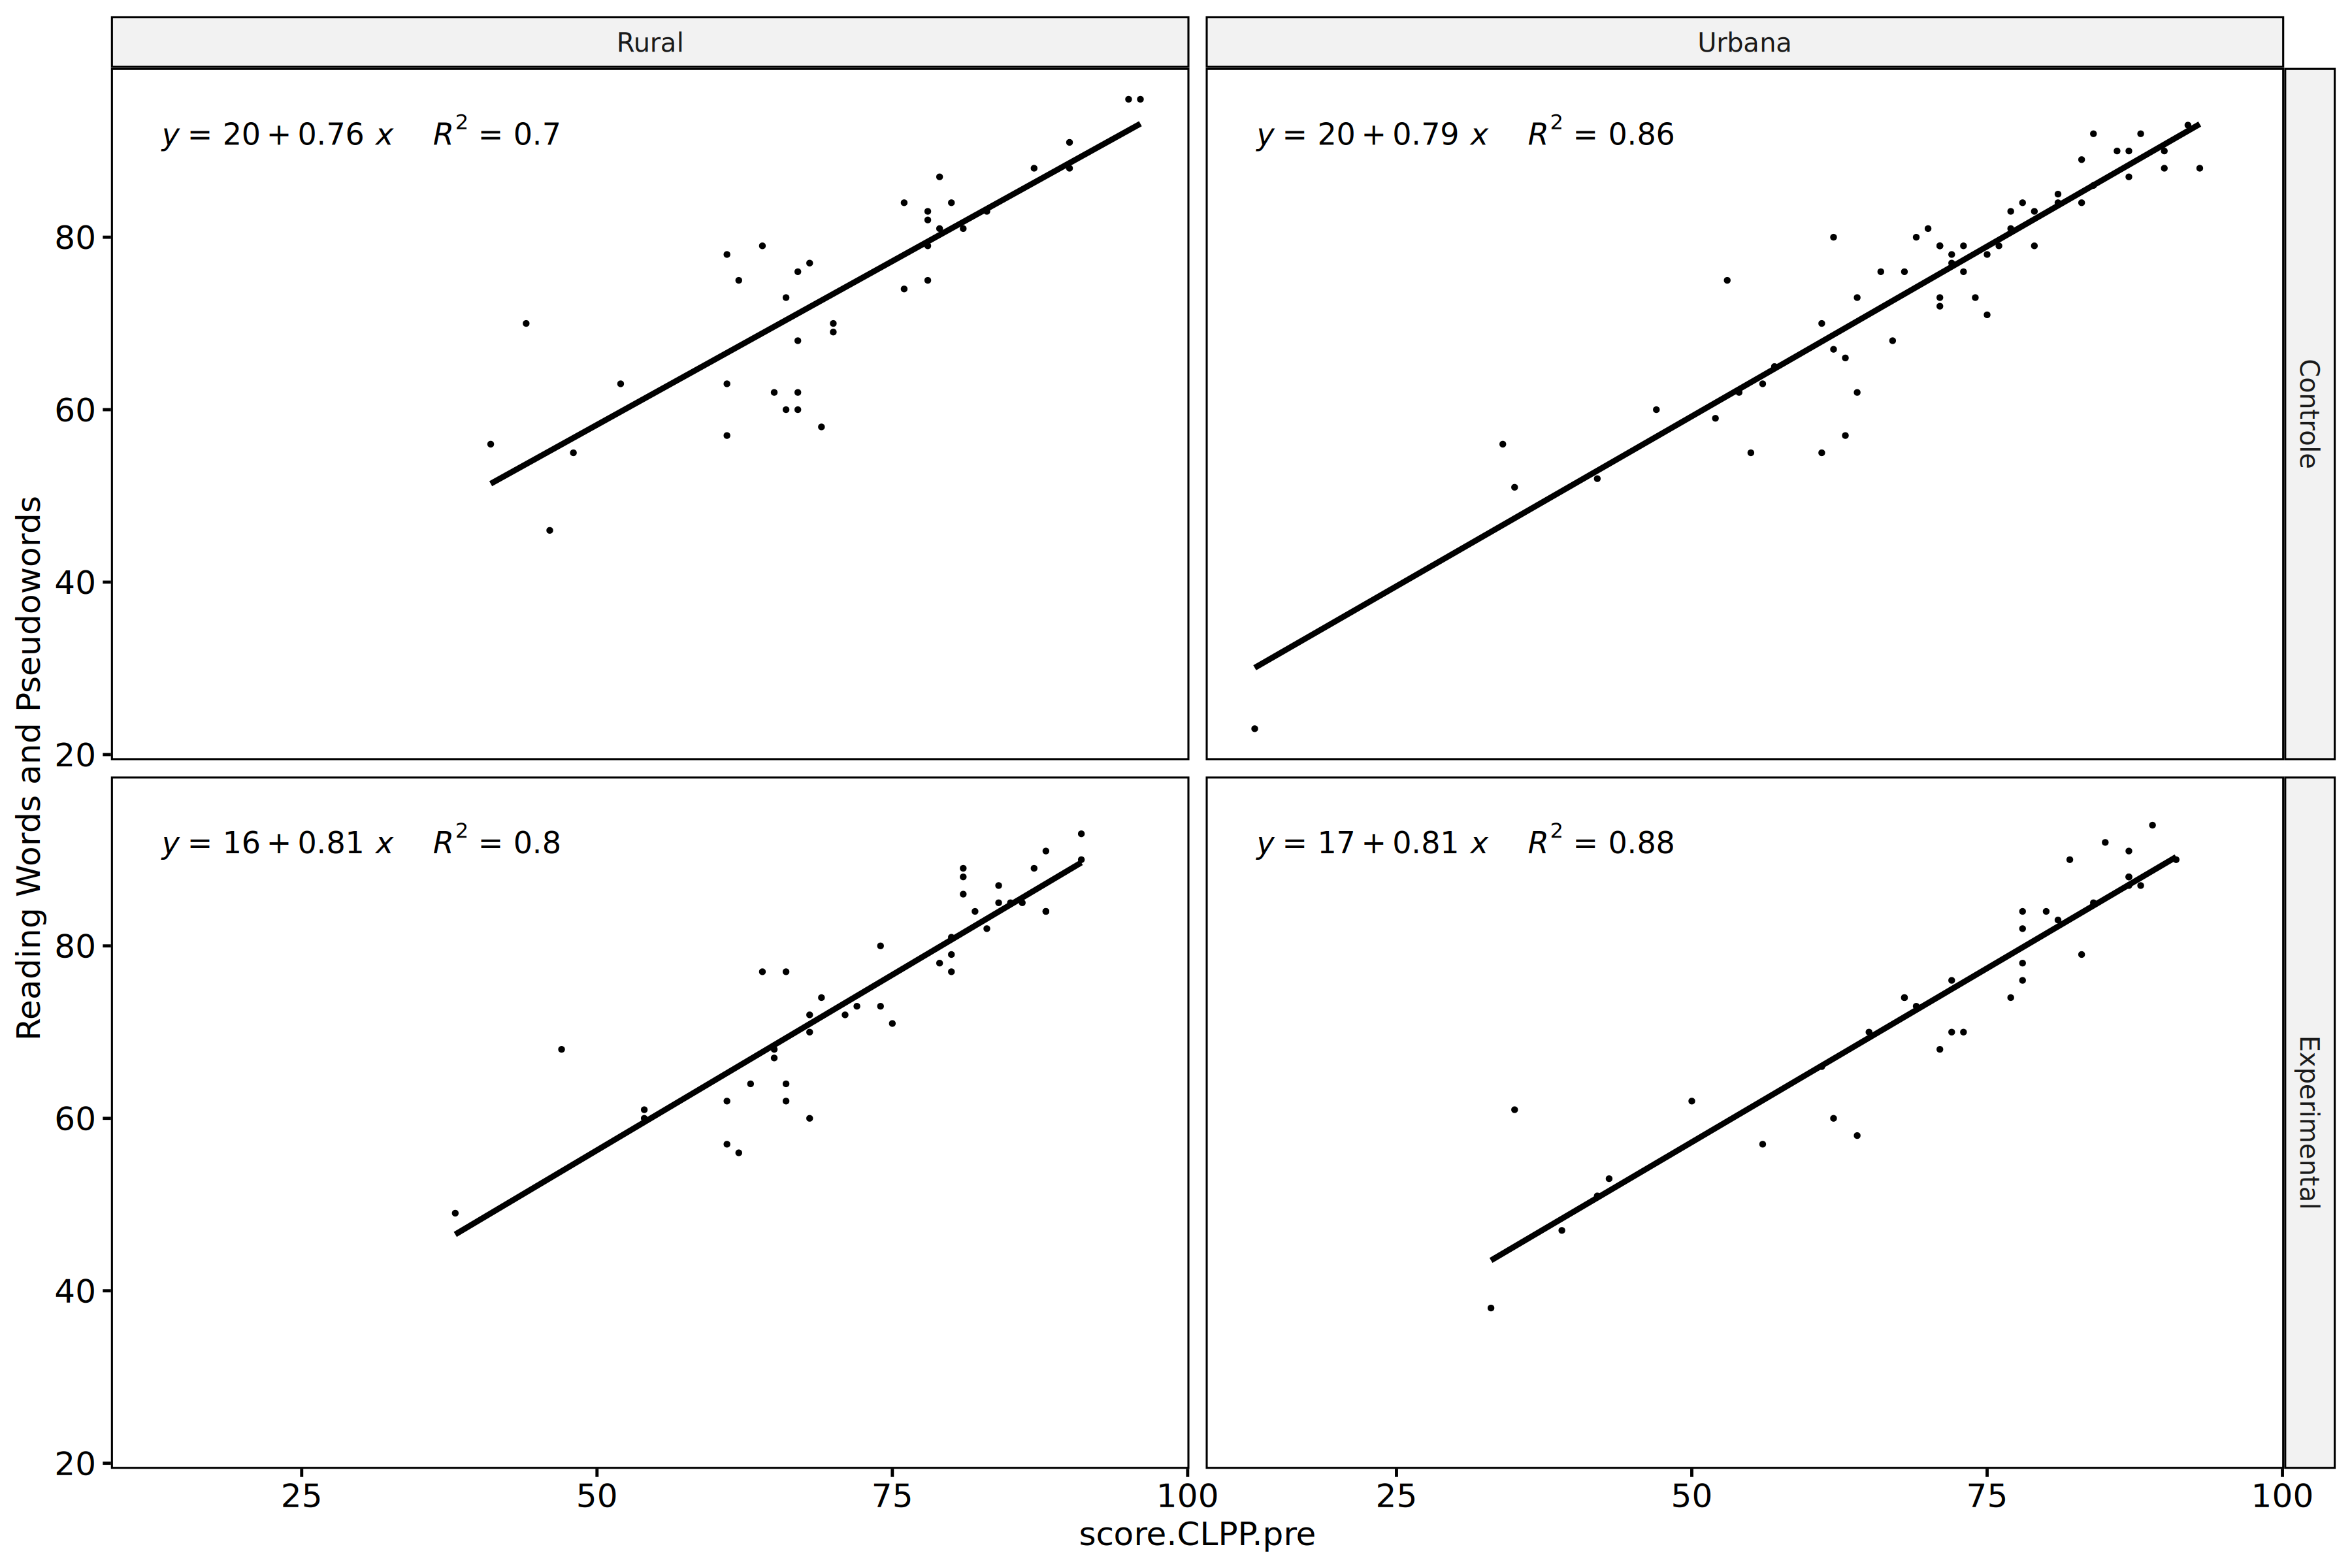 Rural
Urbana
y = 20 + 0.76 x R² = 0.7
y = 20 + 0.79 x R² = 0.86
80
60
40
20
Controle
Reading Words and Pseudowords
y = 16 + 0.81 x R² = 0.8
y = 17 + 0.81 x R² = 0.88
80
60
40
20
Experimental
25 50 75 100 25 50 75 100
score.CLPP.pre